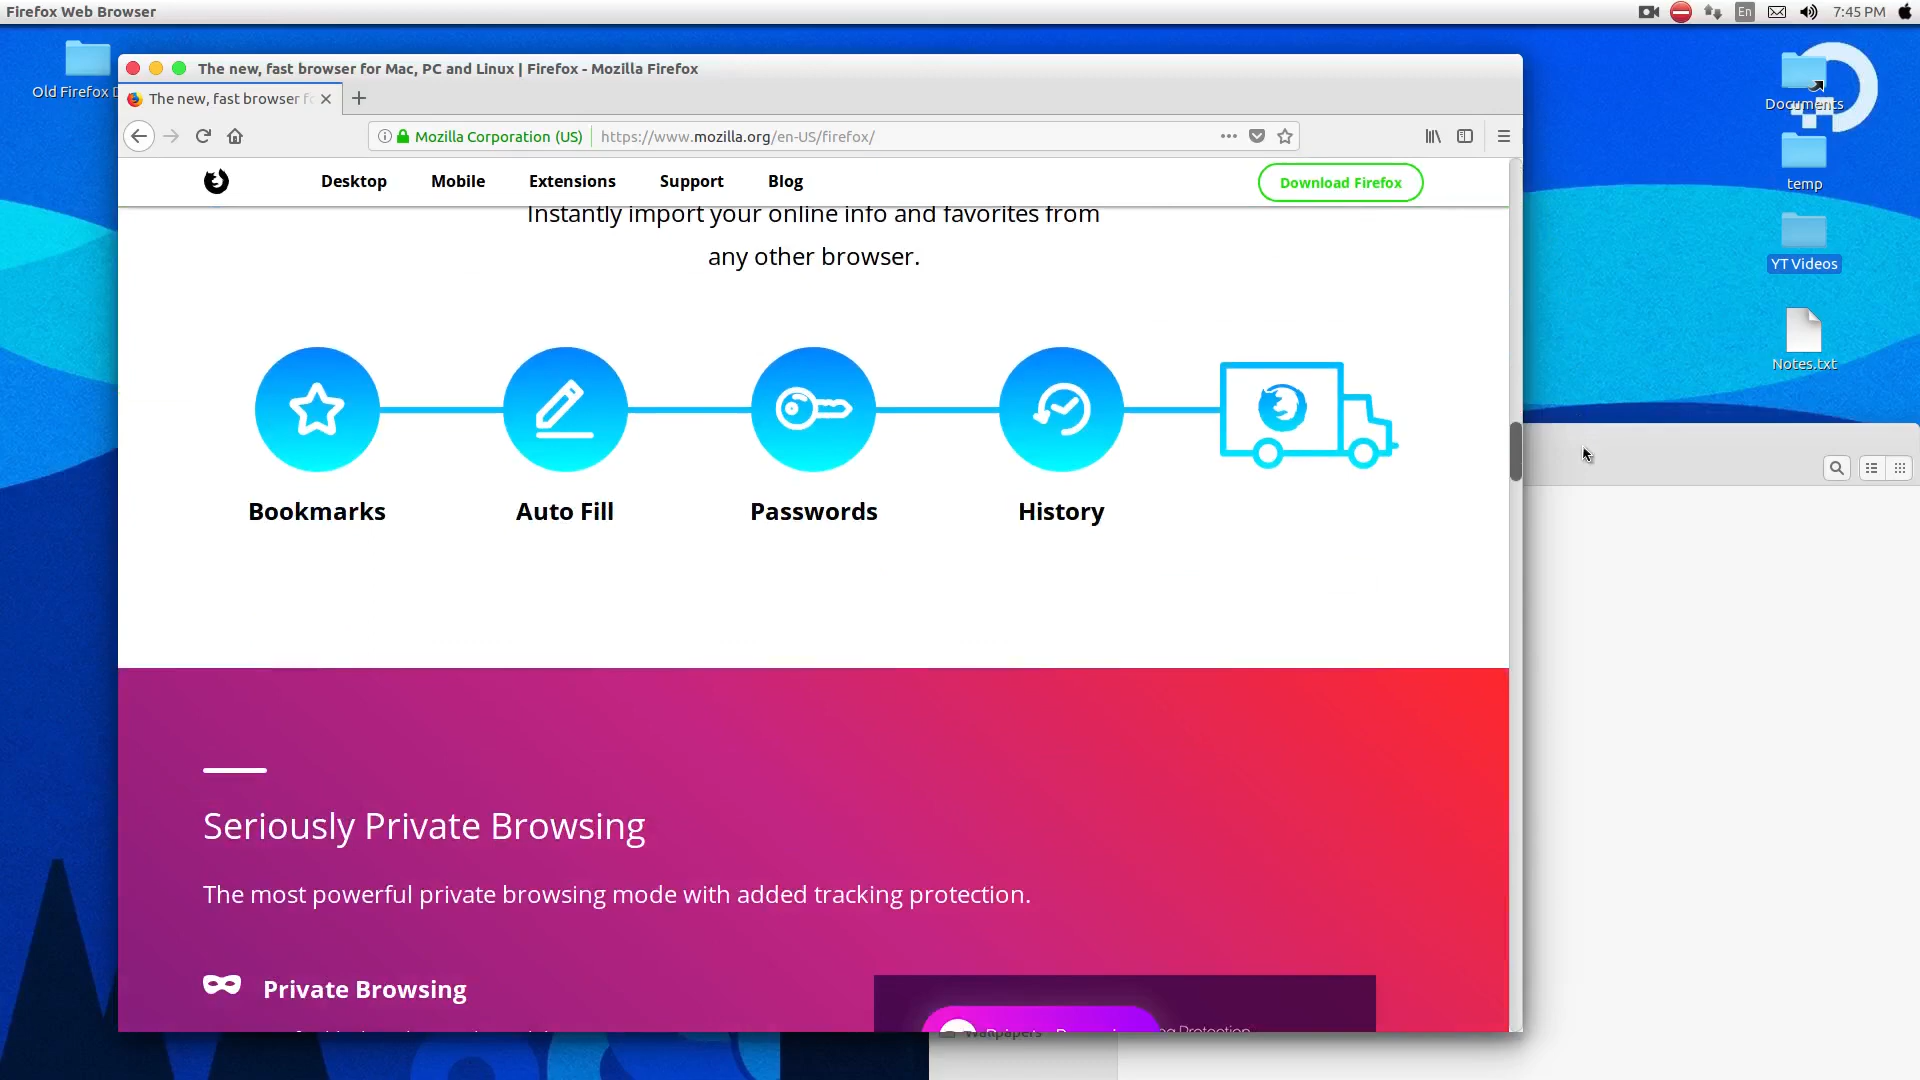 Firefox Web Browser
En
7:45 PM
Old Firefox
The new, fast browser for Mac, PC and Linux | Firefox - Mozilla Firefox
The new, fast browser f
Mozilla Corporation (US)
https://www.mozilla.org/en-US/firefox/
Desktop
Mobile
Extensions
Support
Blog
Download Firefox
Instantly import your online info and favorites from
any other browser.
Bookmarks
Auto Fill
Passwords
History
Seriously Private Browsing
The most powerful private browsing mode with added tracking protection.
Private Browsing
Protection
Wallpapers
Documents
temp
YT Videos
Notes.txt